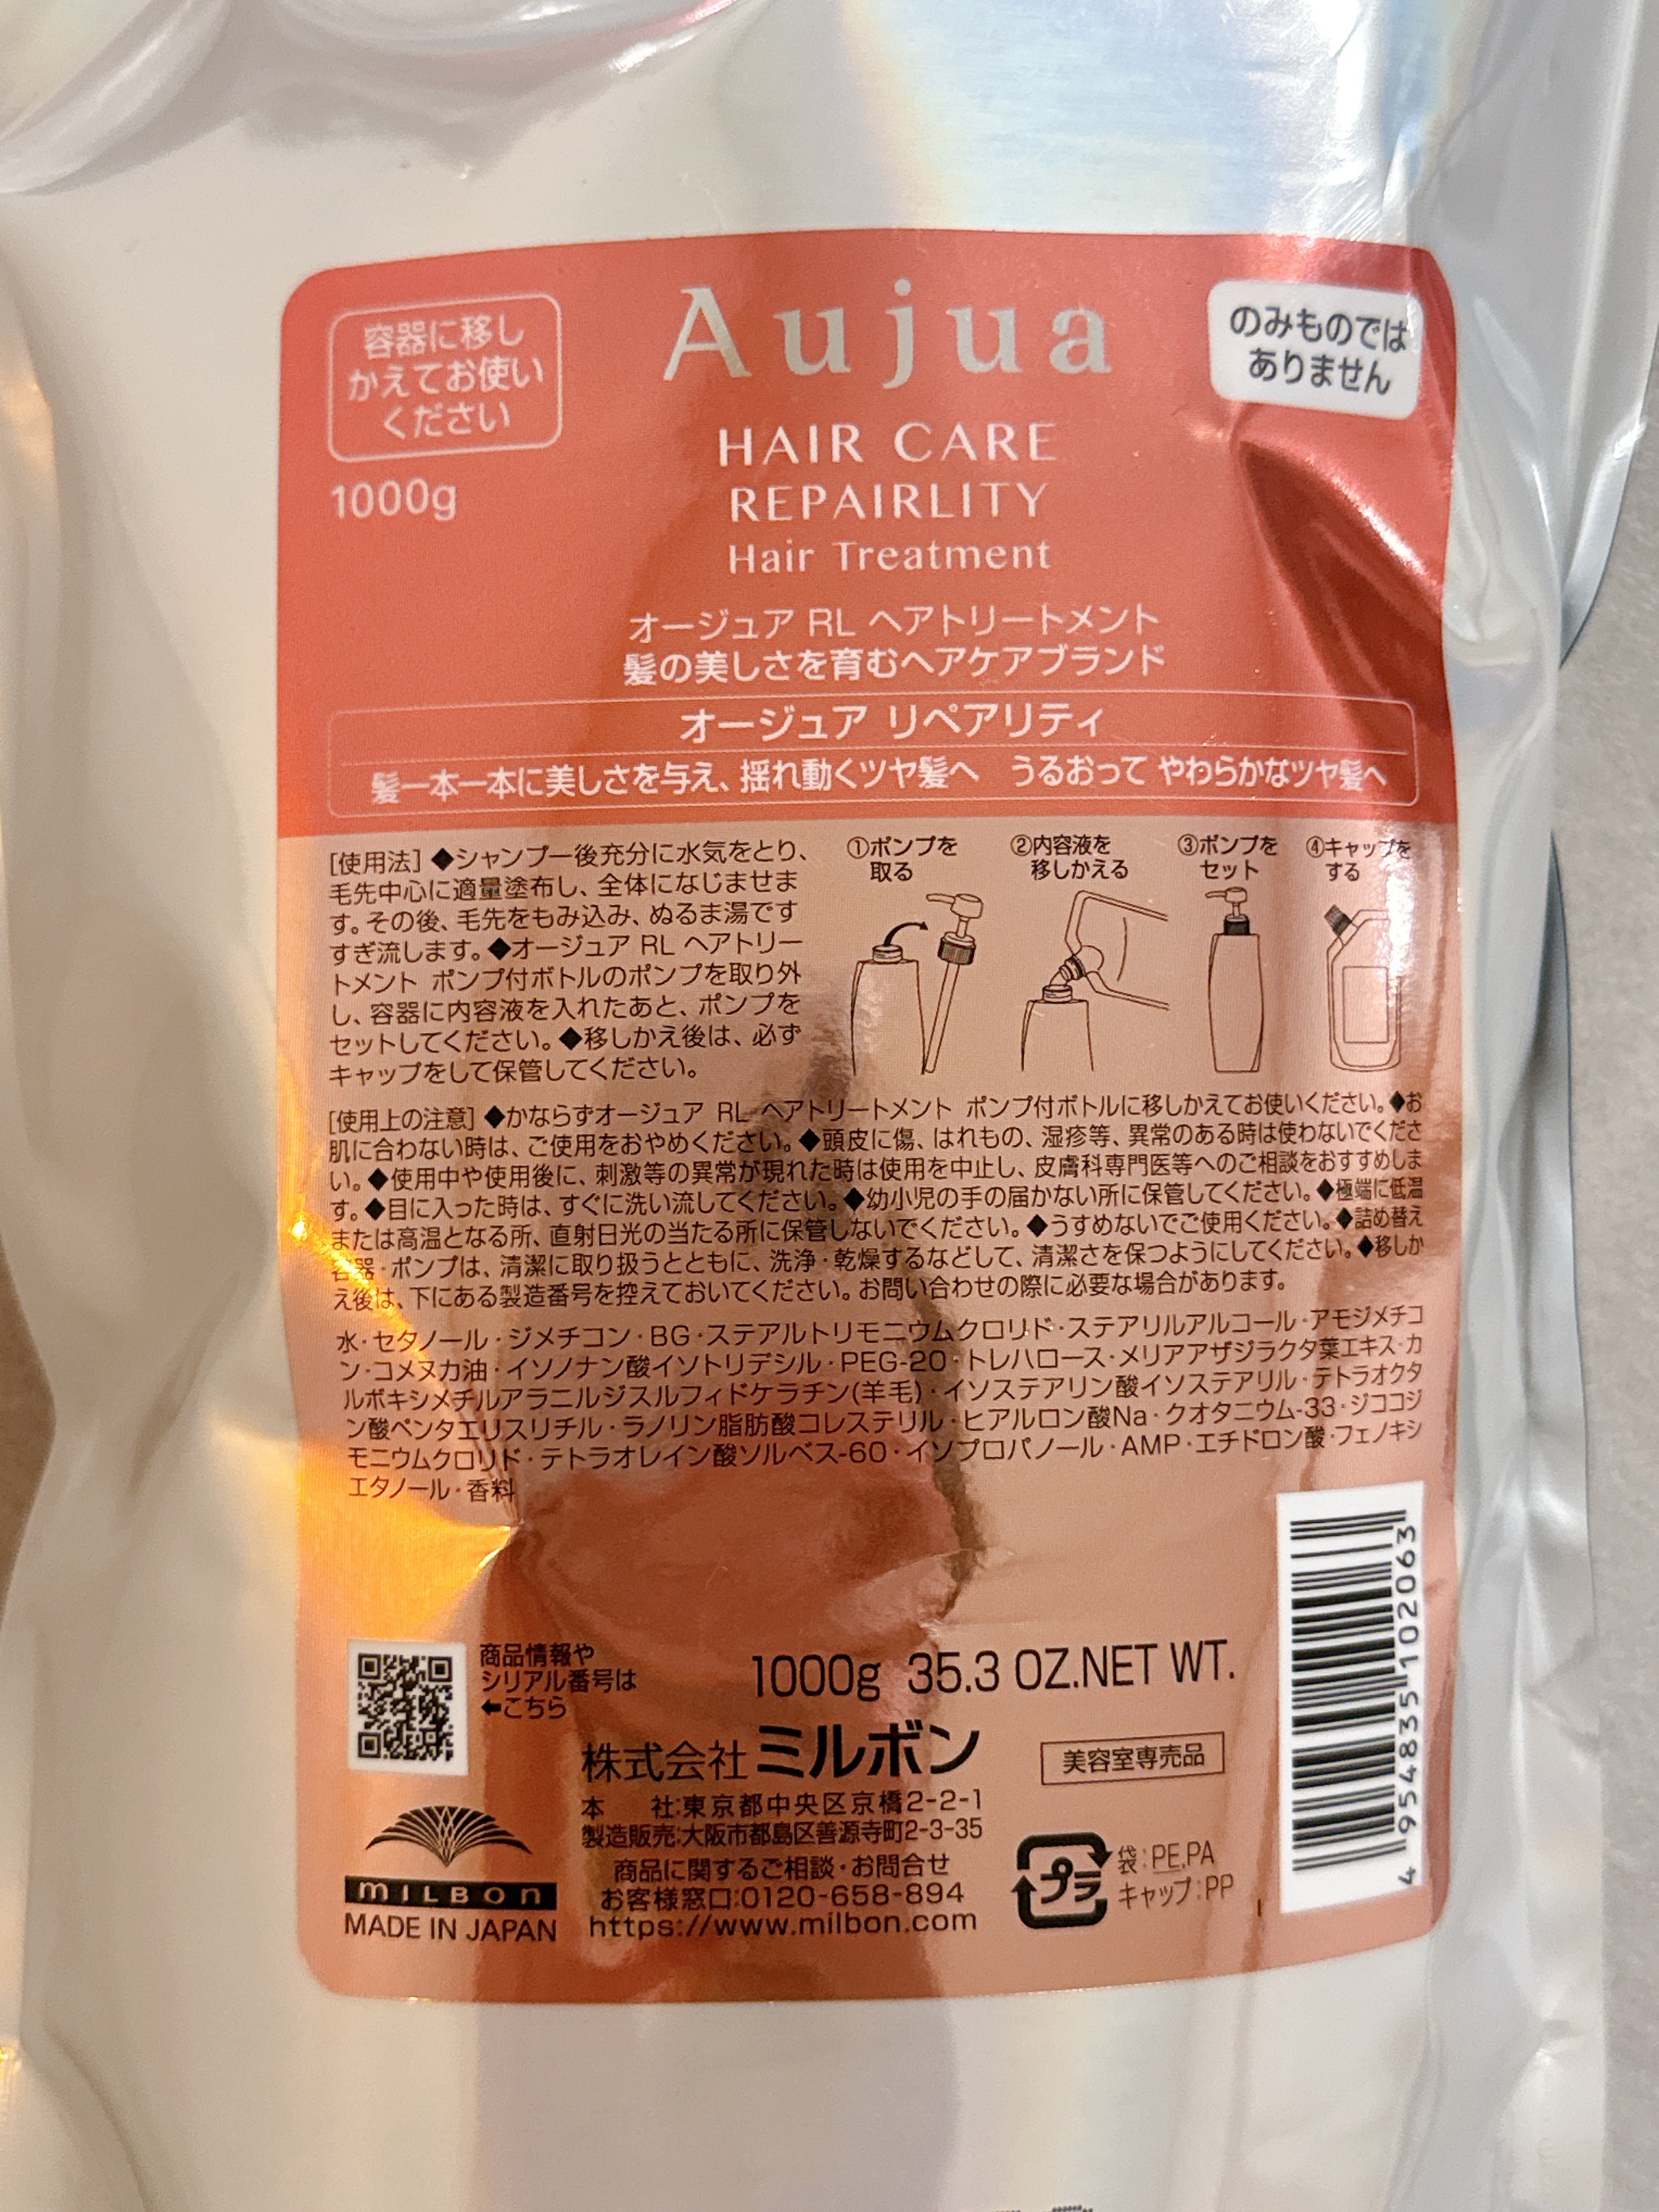 容器に移し
かえてお使い
ください
1000g
Aujua
HAIR CARE
REPAIRLITY
Hair Treatment
のみものでは
ありません
オージュア RL ヘアトリートメント
髪の美しさを育むヘアケアブランド
オージュア リペアリティ
髪一本一本に美しさを与え、揺れ動くツヤ髪へ うるおって やわらかなツヤ髪へ
[使用法]◆シャンプー後充分に水気をとり、
毛先中心に適量塗布し、全体になじませま
す。その後、毛先をもみ込み、ぬるま湯です
すぎ流します。◆オージュア RL ヘアトリー
トメント ポンプ付ボトルのポンプを取り外
し、容器に内容液を入れたあと、ポンプを
セットしてください。◆移しかえ後は、必ず
キャップをして保管してください。
①ポンプを
取る
②内容液を
移しかえる
③ポンプを
セット
④キャップを
する
[使用上の注意]◆かならずオージュア RL ヘアトリートメント ポンプ付ボトルに移しかえてお使いください。◆お
肌に合わない時は、ご使用をおやめください。◆頭皮に傷、はれもの、湿疹等、異常のある時は使わないでくださ
い。◆使用中や使用後に、刺激等の異常が現れた時は使用を中止し、皮膚科専門医等へのご相談をおすすめしま
す。◆目に入った時は、すぐに洗い流してください。◆幼小児の手の届かない所に保管してください。◆極端に低温
または高温となる所、直射日光の当たる所に保管しないでください。◆うすめないでご使用ください。◆詰め替え
容器・ポンプは、清潔に取り扱うとともに、洗浄・乾燥するなどして、清潔さを保つようにしてください。◆移しか
え後は、下にある製造番号を控えておいてください。お問い合わせの際に必要な場合があります。
水・セタノール・ジメチコン・BG・ステアルトリモニウムクロリド・ステアリルアルコール・アモジメチコ
ン・コメヌカ油・イソノナン酸イソトリデシル・PEG-20・トレハロース・メリアアザジラクタ葉エキス・カ
ルボキシメチルアラニルジスルフィドケラチン(羊毛)・イソステアリン酸イソステアリル・テトラオクタ
ン酸ペンタエリスリチル・ラノリン脂肪酸コレステリル・ヒアルロン酸Na・クオタニウム-33・ジココジ
モニウムクロリド・テトラオレイン酸ソルベス-60・イソプロパノール・AMP・エチドロン酸・フェノキシ
エタノール・香料
商品情報や
シリアル番号は
←こちら
1000g 35.3 OZ.NET WT.
株式会社ミルボン
本 社:東京都中央区京橋2-2-1
製造販売:大阪市都島区善源寺町2-3-35
商品に関するご相談・お問合せ
お客様窓口:0120-658-894
https://www.milbon.com
美容室専売品
プラ
袋:PE,PA
キャップ:PP
milbon
MADE IN JAPAN
4 954835 102063